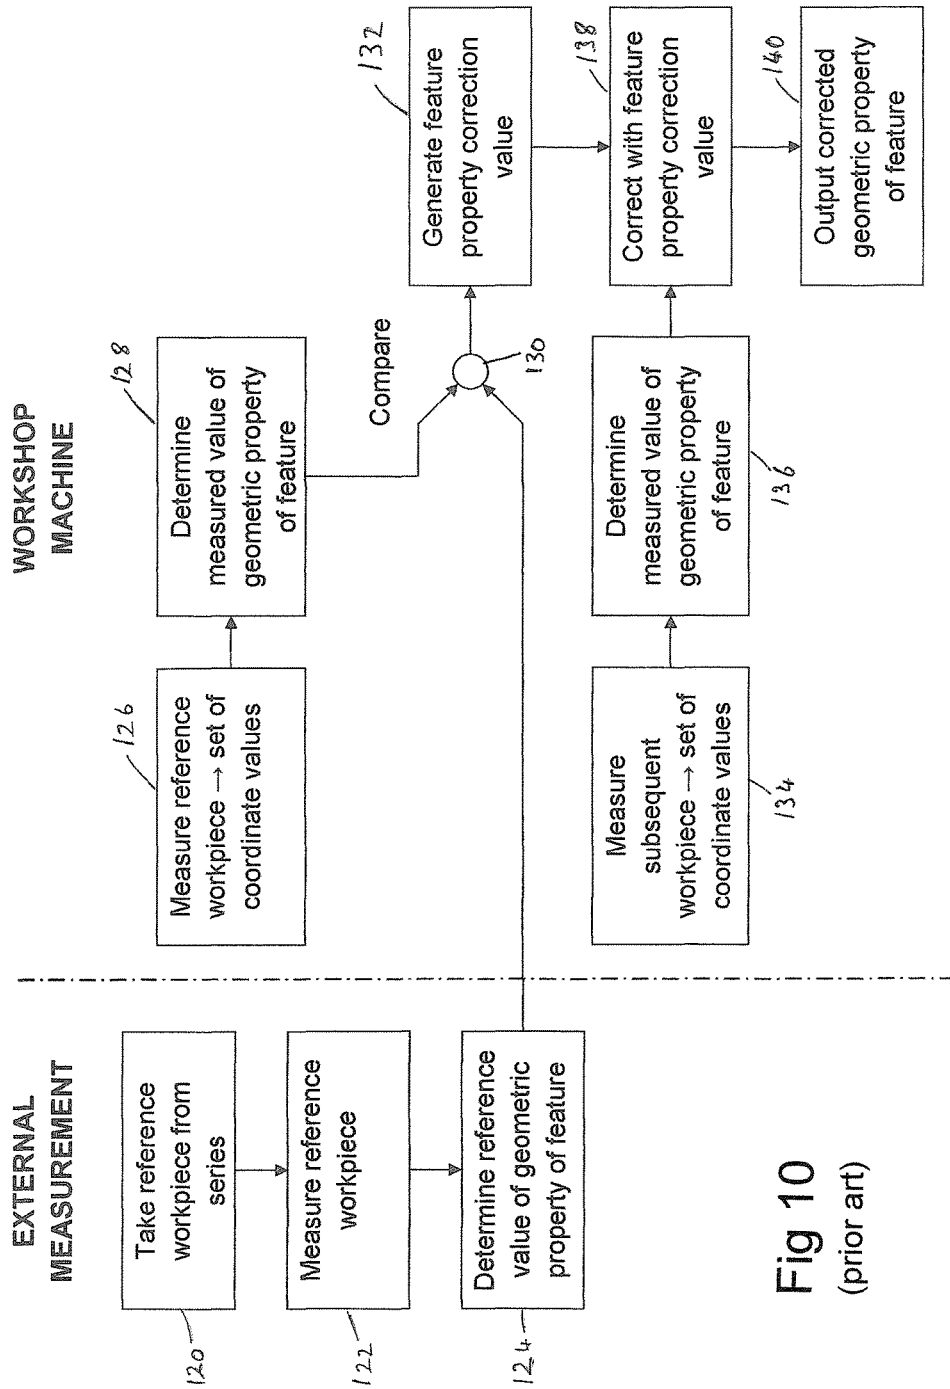 EXTERNAL
MEASUREMENT
WORKSHOP
MACHINE
120
Take reference
workpiece from
series
122
Measure reference
workpiece
124
Determine reference
value of geometric
property of feature
126
Measure reference
workpiece → set of
coordinate values
128
Determine
measured value of
geometric property
of feature
Compare
130
132
Generate feature
property correction
value
134
Measure
subsequent
workpiece → set of
coordinate values
136
Determine
measured value of
geometric property
of feature
138
Correct with feature
property correction
value
140
Output corrected
geometric property
of feature
Fig 10
(prior art)